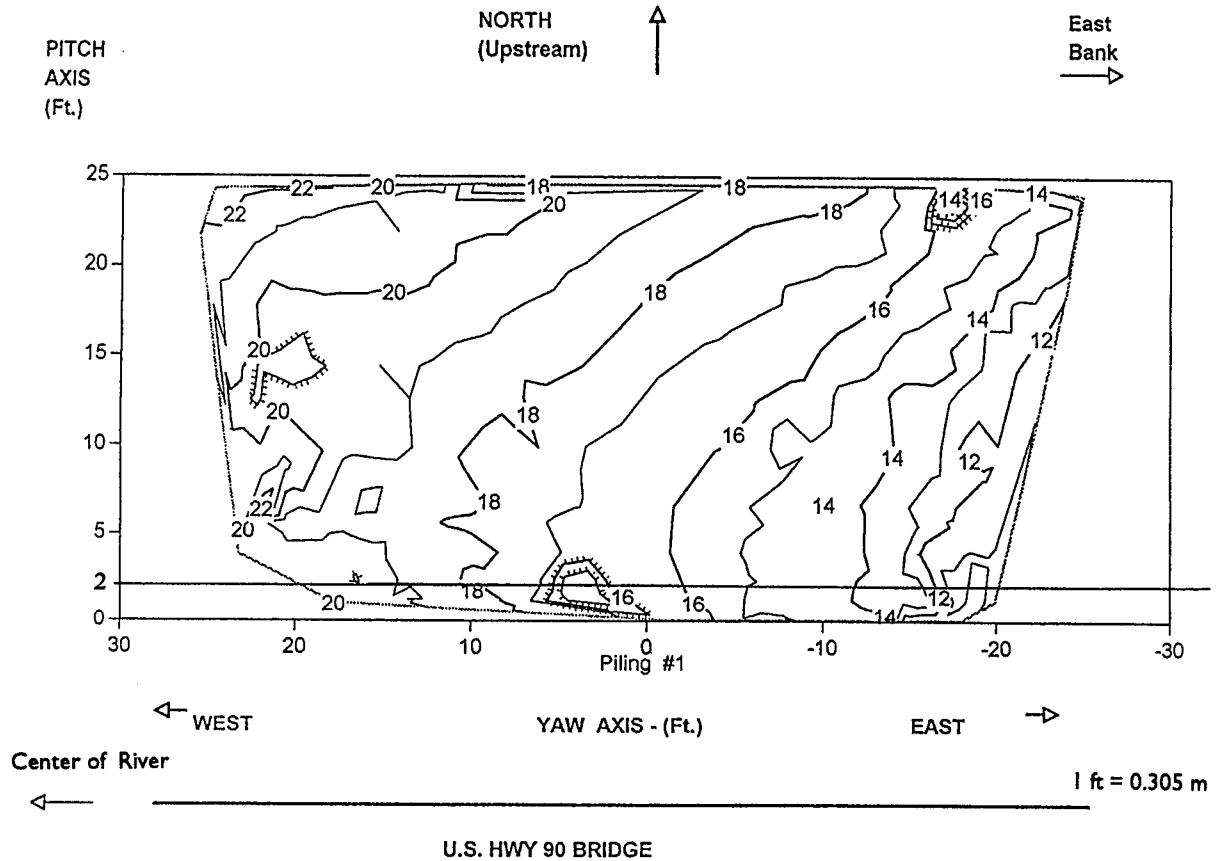 NORTH
(Upstream)
East
Bank
PITCH
AXIS
(Ft.)
25
22 20 18 18 14 16 14
22 20 18
20
20 18 16 14
15
20 12
20 18 16
10
14 12
18 14
22
5
20
2
20 18 16 16 12
0
14
30 20 10 0 -10 -20 -30
Piling #1
WEST YAW AXIS - (Ft.) EAST
Center of River
1 ft = 0.305 m
U.S. HWY 90 BRIDGE